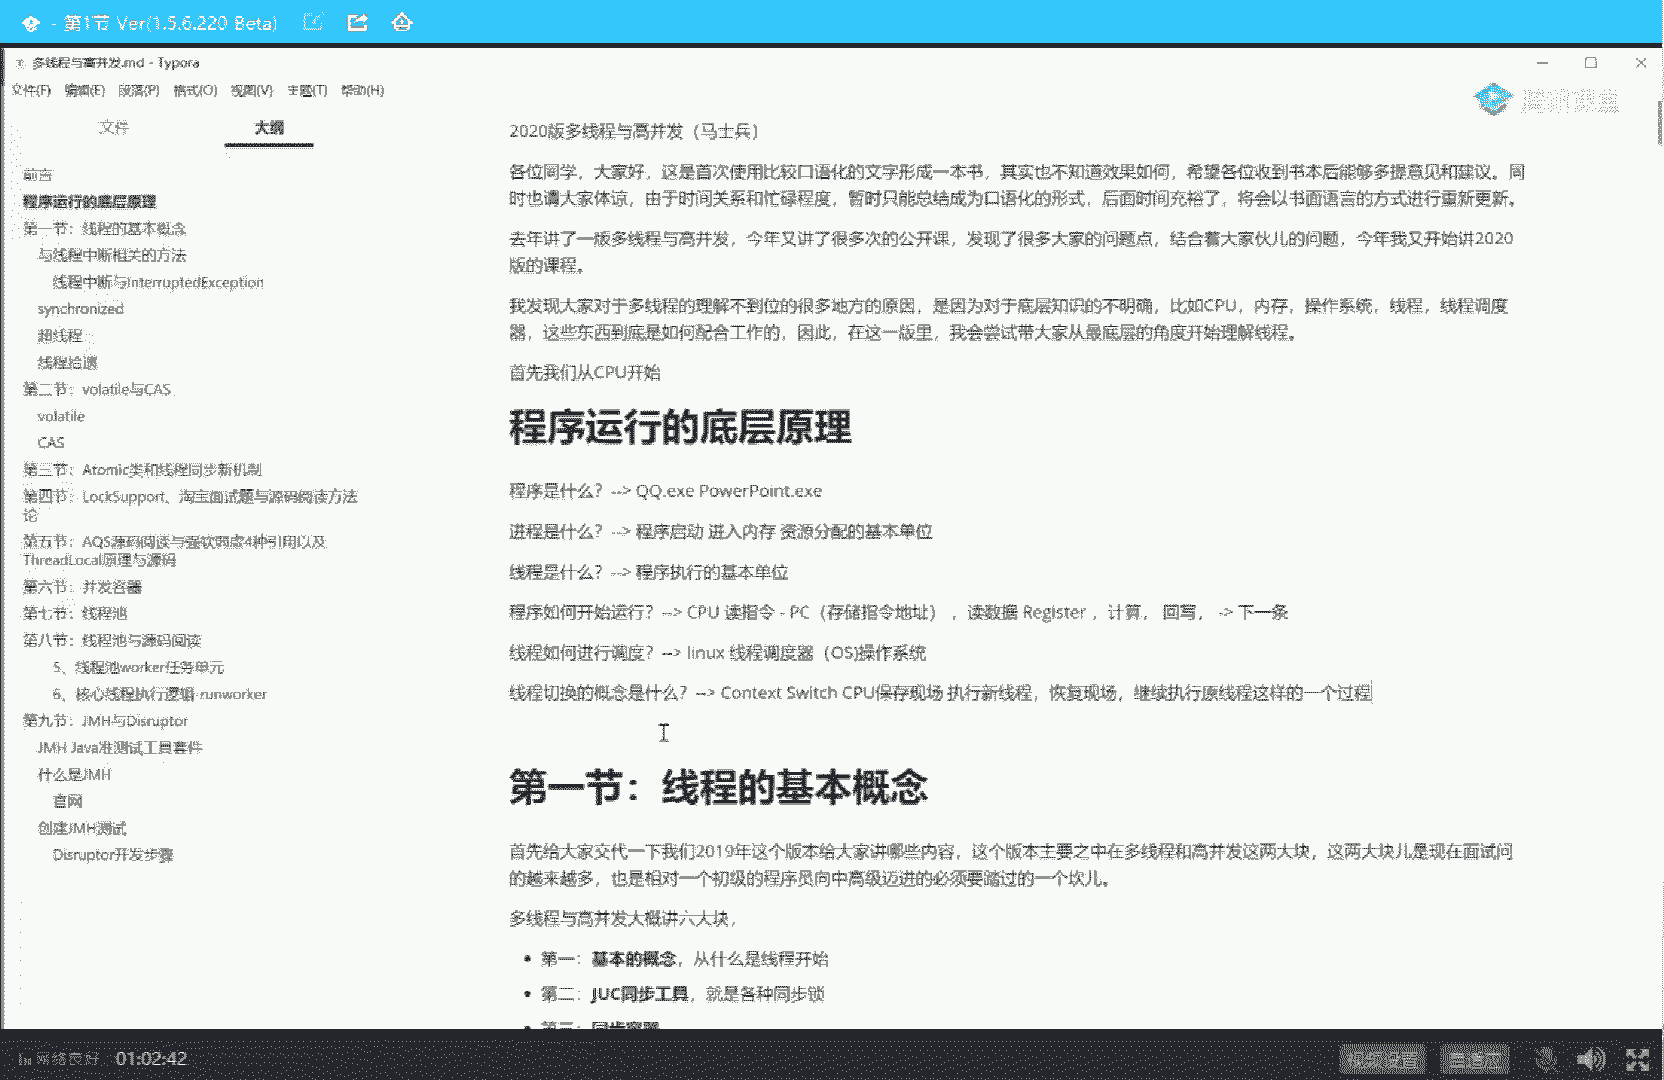 - 第1节 Ver(1.5.6.220 Beta)
多线程与高并发.md - Typora
文件(F) 编辑(E) 段落(P) 格式(O) 视图(V) 主题(T) 帮助(H)
文件 大纲
前言
程序运行的底层原理
第一节：线程的基本概念
与线程中断相关的方法
线程中断与InterruptedException
synchronized
超线程
线程拾遗
第二节：volatile与CAS
volatile
CAS
第三节：Atomic类和线程同步新机制
第四节：LockSupport、淘宝面试题与源码阅读方法
论
第五节：AQS源码阅读与强软弱虚4种引用以及
ThreadLocal原理与源码
第六节：并发容器
第七节：线程池
第八节：线程池与源码阅读
5、线程池worker任务单元
6、核心线程执行逻辑-runworker
第九节：JMH与Disruptor
JMH Java准测试工具套件
什么是JMH
官网
创建JMH测试
Disruptor开发步骤
2020版多线程与高并发（马士兵）
各位同学，大家好，这是首次使用比较口语化的文字形成一本书，其实也不知道效果如何，希望各位收到书本后能够多提意见和建议。同
时也请大家体谅，由于时间关系和忙碌程度，暂时只能总结成为口语化的形式，后面时间充裕了，将会以书面语言的方式进行重新更新。
去年讲了一版多线程与高并发，今年又讲了很多次的公开课，发现了很多大家的问题点，结合着大家伙儿的问题，今年我又开始讲2020
版的课程。
我发现大家对于多线程的理解不到位的很多地方的原因，是因为对于底层知识的不明确，比如CPU，内存，操作系统，线程，线程调度
器，这些东西到底是如何配合工作的，因此，在这一版里，我会尝试带大家从最底层的角度开始理解线程。
首先我们从CPU开始
程序运行的底层原理
程序是什么？--> QQ.exe PowerPoint.exe
进程是什么？--> 程序启动 进入内存 资源分配的基本单位
线程是什么？--> 程序执行的基本单位
程序如何开始运行？--> CPU 读指令 - PC（存储指令地址），读数据 Register ，计算， 回写， -> 下一条
线程如何进行调度？--> linux 线程调度器（OS)操作系统
线程切换的概念是什么？--> Context Switch CPU保存现场 执行新线程，恢复现场，继续执行原线程这样的一个过程
第一节：线程的基本概念
首先给大家交代一下我们2019年这个版本给大家讲哪些内容，这个版本主要之中在多线程和高并发这两大块，这两大块儿是现在面试问
的越来越多，也是相对一个初级的程序员向中高级迈进的必须要踏过的一个坎儿。
多线程与高并发大概讲六大块，
• 第一：基本的概念，从什么是线程开始
• 第二：JUC同步工具，就是各种同步锁
• 第三：同步容器
网络良好 01:02:42
视频设置